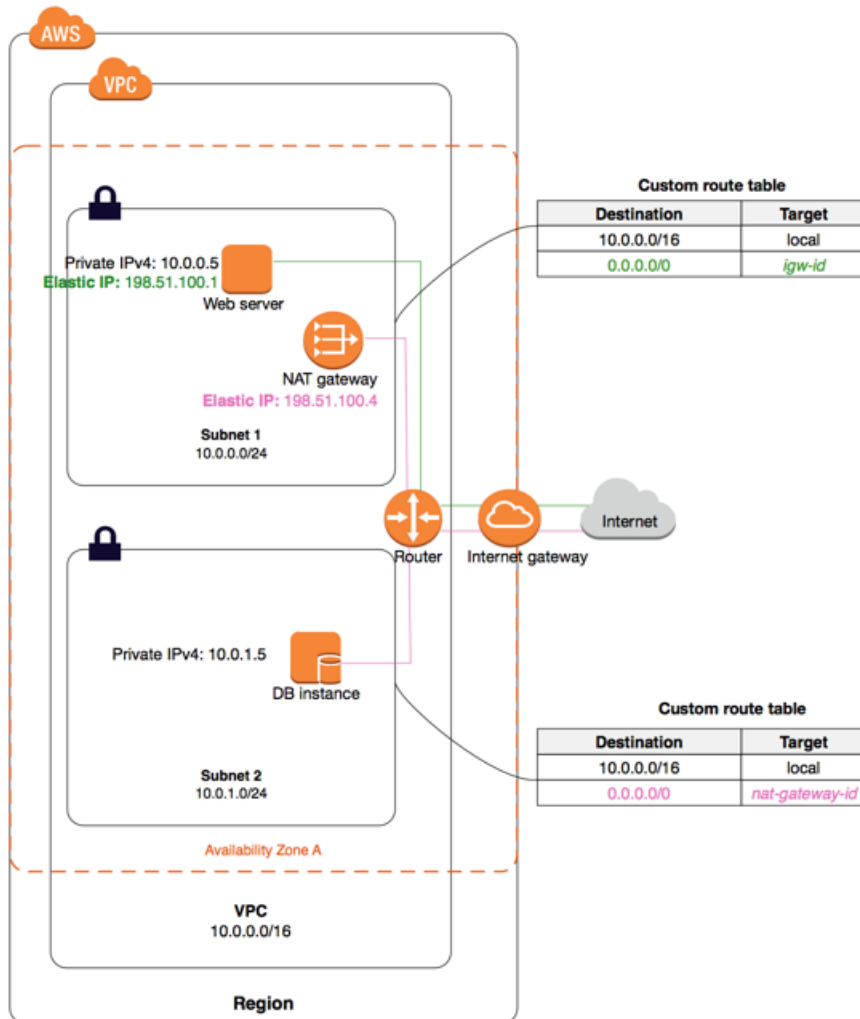 AWS
VPC
Private IPv4: 10.0.0.5
Elastic IP: 198.51.100.1
Web server
NAT gateway
Elastic IP: 198.51.100.4
Subnet 1
10.0.0.0/24
Custom route table
Destination Target
10.0.0.0/16 local
0.0.0.0/0 igw-id
Router
Internet gateway
Internet
Private IPv4: 10.0.1.5
DB instance
Subnet 2
10.0.1.0/24
Custom route table
Destination Target
10.0.0.0/16 local
0.0.0.0/0 nat-gateway-id
Availability Zone A
VPC
10.0.0.0/16
Region